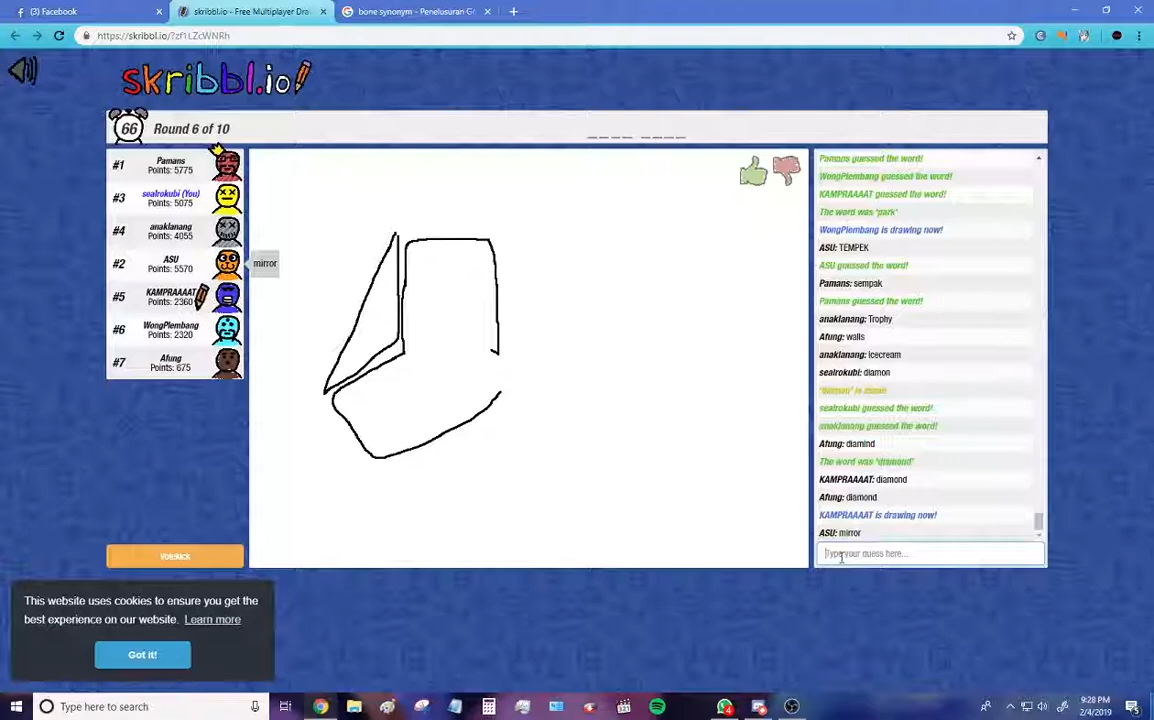 (3) Facebook
skribbl.io - Free Multiplayer Dra
bone synonym - Penelusuran G
https://skribbl.io/?zf1LZcWNRh
skribbl.io
66
Round 6 of 10
____ ____
#1
Pamans
Points: 5775
#3
sealrokubi (You)
Points: 5075
#4
anaklanang
Points: 4055
#2
ASU
Points: 5570
mirror
#5
KAMPRAAAAT
Points: 2360
#6
WongPlembang
Points: 2320
#7
Afung
Points: 675
Votekick
Pamans guessed the word!
WongPlembang guessed the word!
KAMPRAAAAT guessed the word!
The word was 'park'
WongPlembang is drawing now!
ASU: TEMPEK
ASU guessed the word!
Pamans: sempak
Pamans guessed the word!
anaklanang: Trophy
Afung: walls
anaklanang: icecream
sealrokubi: diamon
'diamon' is close!
sealrokubi guessed the word!
anaklanang guessed the word!
Afung: diamind
The word was 'diamond'
KAMPRAAAAT: diamond
Afung: diamond
KAMPRAAAAT is drawing now!
ASU: mirror
Type your guess here...
This website uses cookies to ensure you get the
best experience on our website. Learn more
Got it!
Type here to search
9:28 PM
2/4/2019